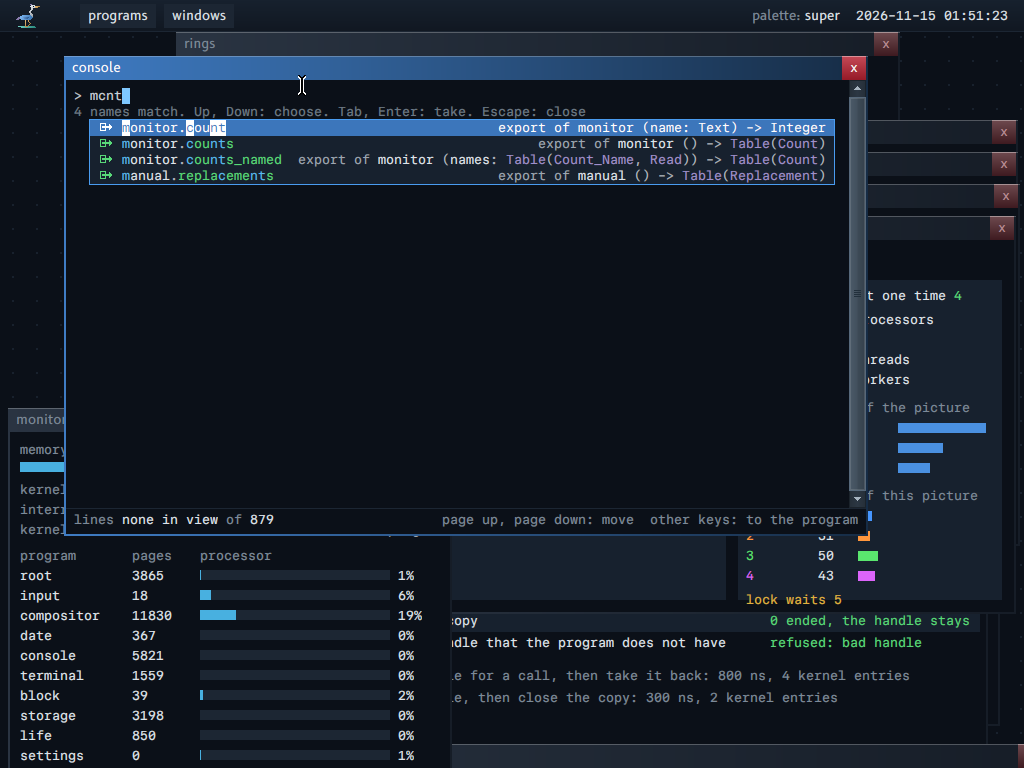 programs windows palette: super 2026-11-15 01:51:23
rings x
console x
> mcnt
4 names match. Up, Down: choose. Tab, Enter: take. Escape: close
monitor.count export of monitor (name: Text) -> Integer
monitor.counts export of monitor () -> Table(Count)
monitor.counts_named export of monitor (names: Table(Count_Name, Read)) -> Table(Count)
manual.replacements export of manual () -> Table(Replacement)
x
x
x
x
t one time 4
rocessors
reads
rkers
f the picture
f this picture
lines none in view of 879 page up, page down: move other keys: to the program
monitor
memory
kernel
kernel
program pages processor
root 3865 1%
input 18 6%
compositor 11830 19%
date 367 0%
console 5821 0%
terminal 1559 0%
block 39 2%
storage 3198 0%
life 850 0%
settings 0 1%
3 50
4 43
lock waits 5
opy 0 ended, the handle stays
dle that the program does not have refused: bad handle
le for a call, then take it back: 800 ns, 4 kernel entries
e, then close the copy: 300 ns, 2 kernel entries
x